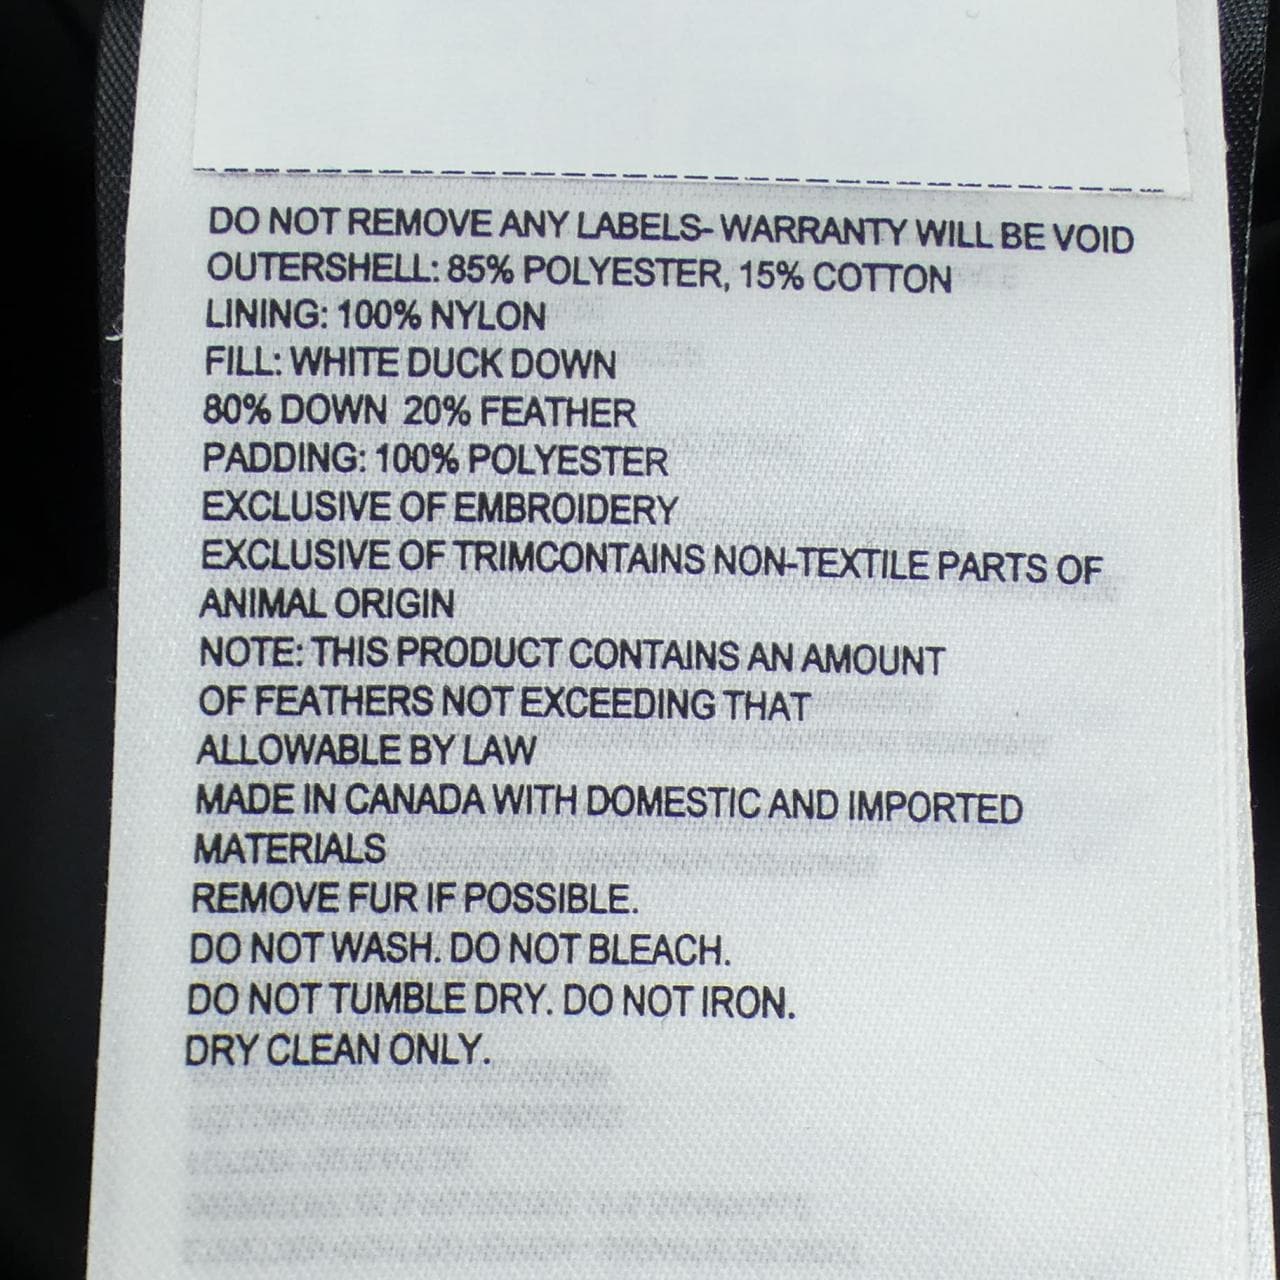 DO NOT REMOVE ANY LABELS- WARRANTY WILL BE VOID
OUTERSHELL: 85% POLYESTER, 15% COTTON
LINING: 100% NYLON
FILL: WHITE DUCK DOWN
80% DOWN 20% FEATHER
PADDING: 100% POLYESTER
EXCLUSIVE OF EMBROIDERY
EXCLUSIVE OF TRIMCONTAINS NON-TEXTILE PARTS OF
ANIMAL ORIGIN
NOTE: THIS PRODUCT CONTAINS AN AMOUNT
OF FEATHERS NOT EXCEEDING THAT
ALLOWABLE BY LAW
MADE IN CANADA WITH DOMESTIC AND IMPORTED
MATERIALS
REMOVE FUR IF POSSIBLE.
DO NOT WASH. DO NOT BLEACH.
DO NOT TUMBLE DRY. DO NOT IRON.
DRY CLEAN ONLY.